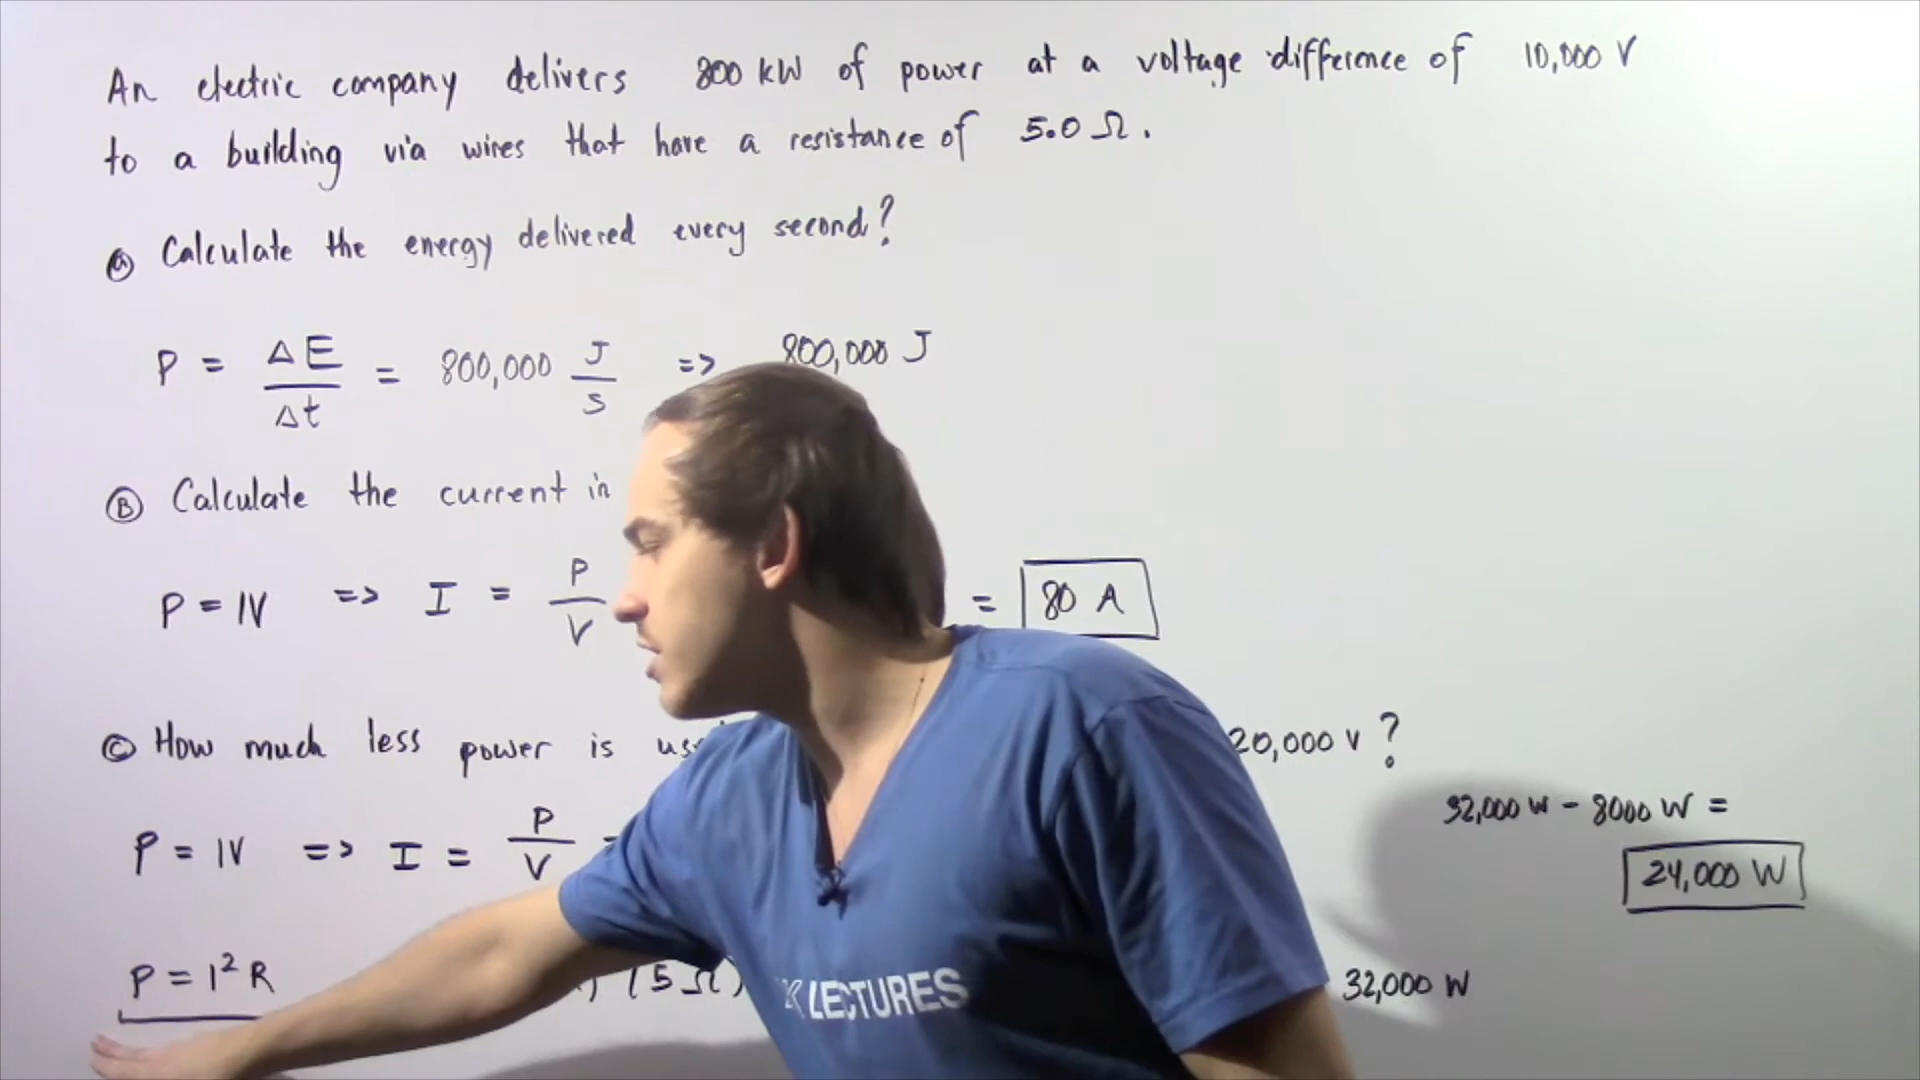 An electric company delivers 800 kW of power at a voltage difference of 10,000 V
to a building via wires that have a resistance of 5.0 Ω.
Ⓐ Calculate the energy delivered every second?
P = ΔE/Δt = 800,000 J/s => 800,000 J
Ⓑ Calculate the current in
P = IV => I = P/V = 80 A
Ⓒ How much less power is 20,000 V ?
P = IV => I = P/V
32,000 W - 8000 W =
24,000 W
P = I² R (5 Ω) 32,000 W
LECTURES